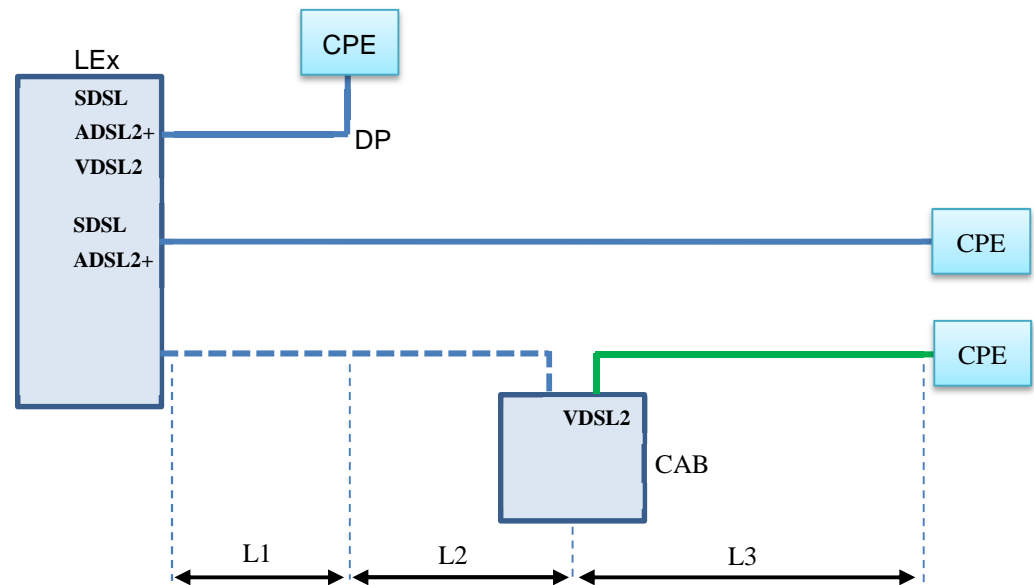 CPE
LEx
SDSL
ADSL2+
DP
VDSL2
SDSL
CPE
ADSL2+
CPE
VDSL2
CAB
L1
L2
L3